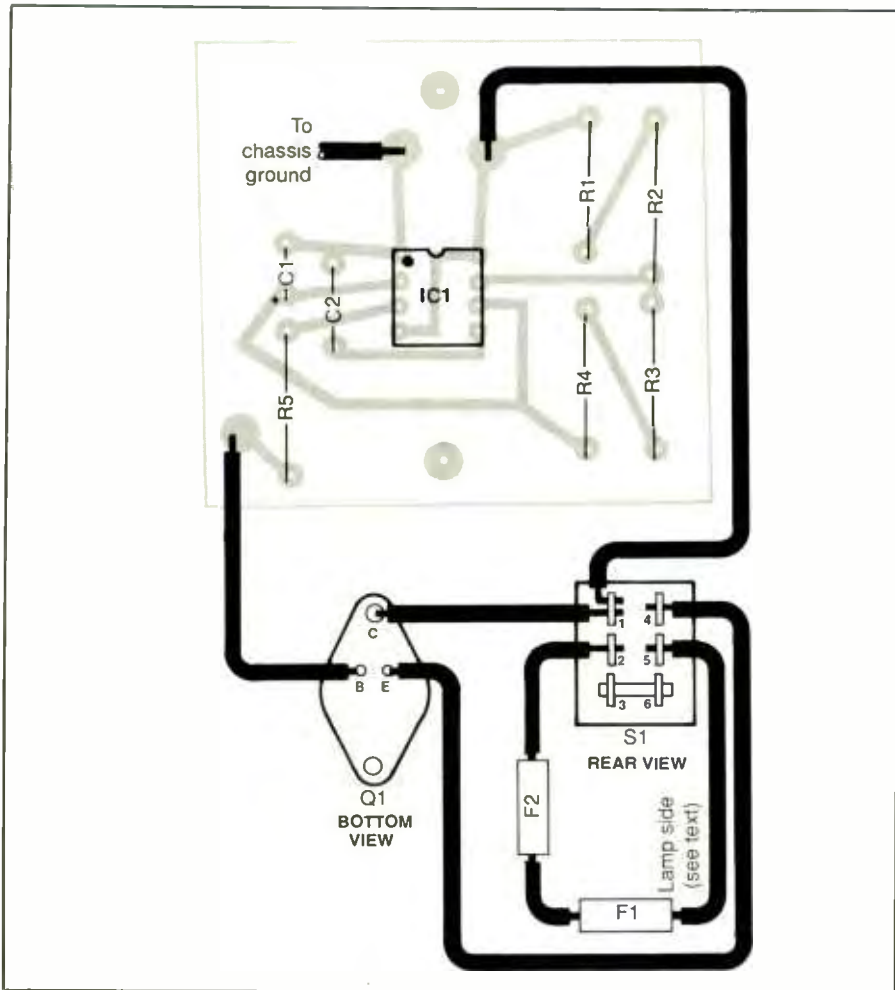 To
chassis
ground
R1
R2
C1
+
C2
IC1
R5
R4
R3
C
B E
Q1
BOTTOM
VIEW
1 4
2 5
3 6
S1
REAR VIEW
F2
Lamp side
(see text)
F1